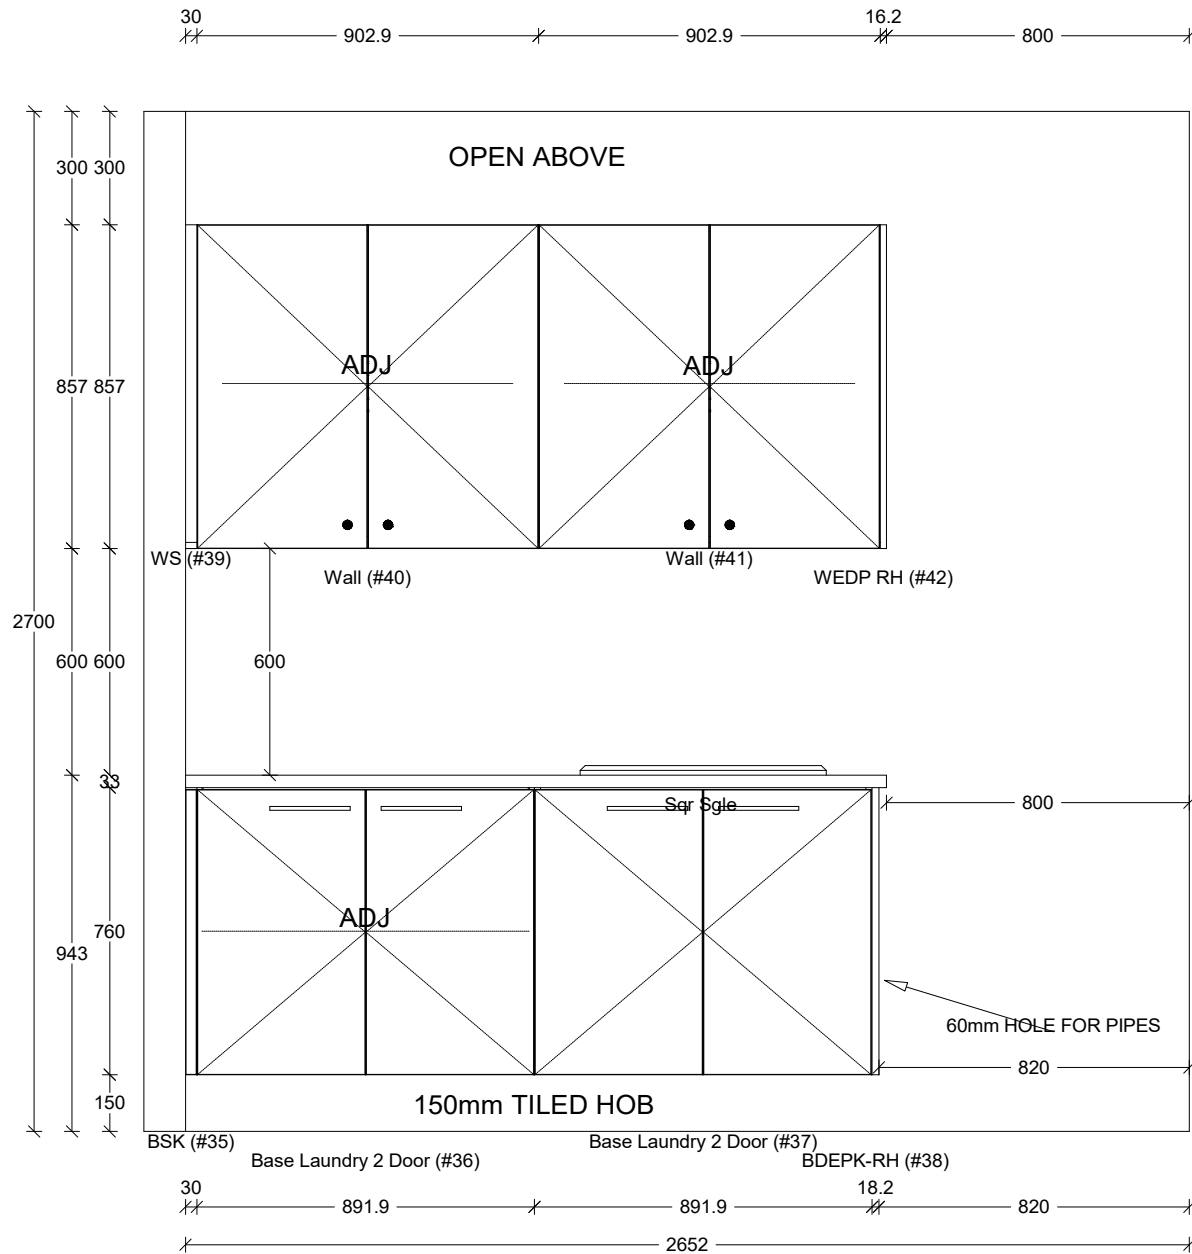 30
902.9
902.9
16.2
800
OPEN ABOVE
300
300
857
857
ADJ
ADJ
WS (#39)
Wall (#40)
Wall (#41)
WEDP RH (#42)
2700
600
600
600
33
Sqr Sgle
800
ADJ
943
760
60mm HOLE FOR PIPES
820
150
150mm TILED HOB
BSK (#35)
Base Laundry 2 Door (#36)
Base Laundry 2 Door (#37)
BDEPK-RH (#38)
30
891.9
891.9
18.2
820
2652